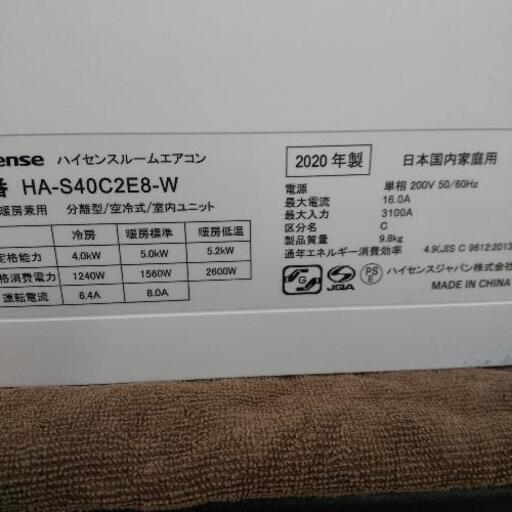 ense ハイセンスルームエアコン
番 HA-S40C2E8-W
暖房兼用 分離型/空冷式/室内ユニット
冷房 暖房標準 暖房低温
定格能力 4.0kW 5.0kW 5.2kW
格消費電力 1240W 1560W 2600W
運転電流 6.4A 8.0A
2020年製 日本国内家庭用
電源 単相 200V 50/60Hz
最大電流 16.0A
最大入力 3100A
区分名 C
製品質量 9.8kg
通年エネルギー消費効率 4.9(JIS C 9612:2013
G JQA PS E ハイセンスジャパン株式会社
MADE IN CHINA